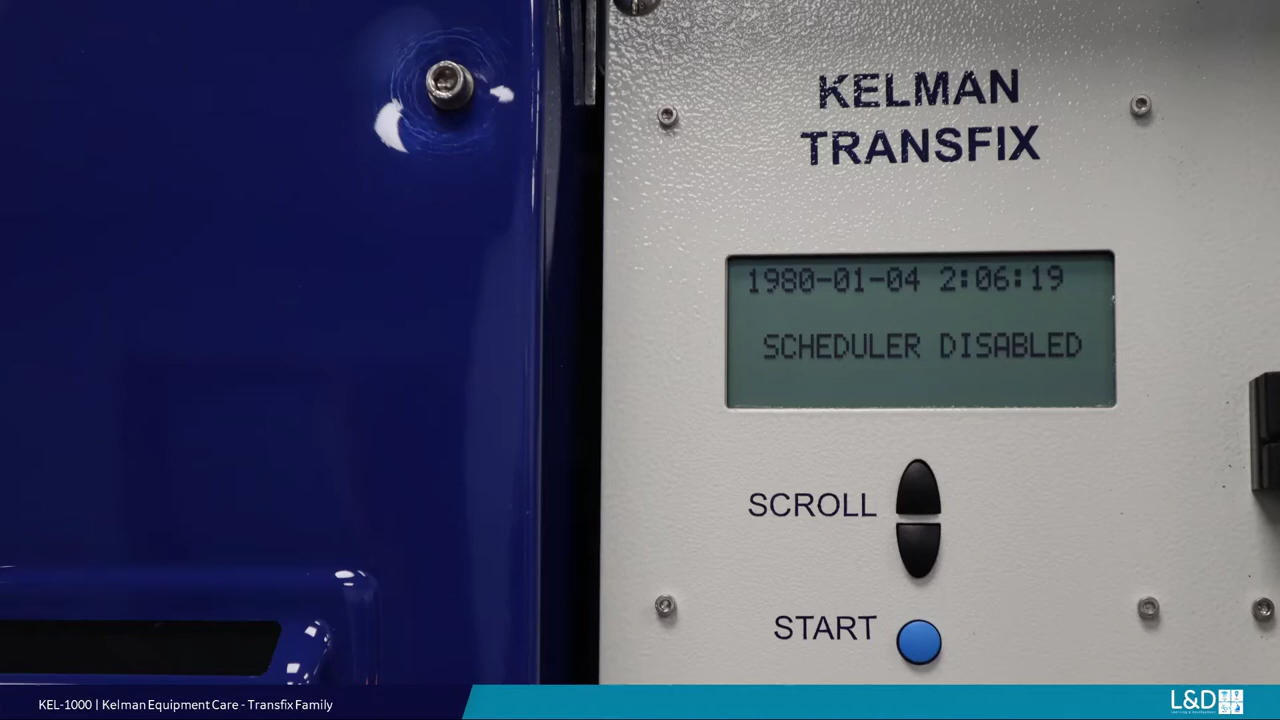 KELMAN
TRANSFIX
1980-01-04 2:06:19
SCHEDULER DISABLED
SCROLL
START
KEL-1000 | Kelman Equipment Care - Transfix Family
L&D